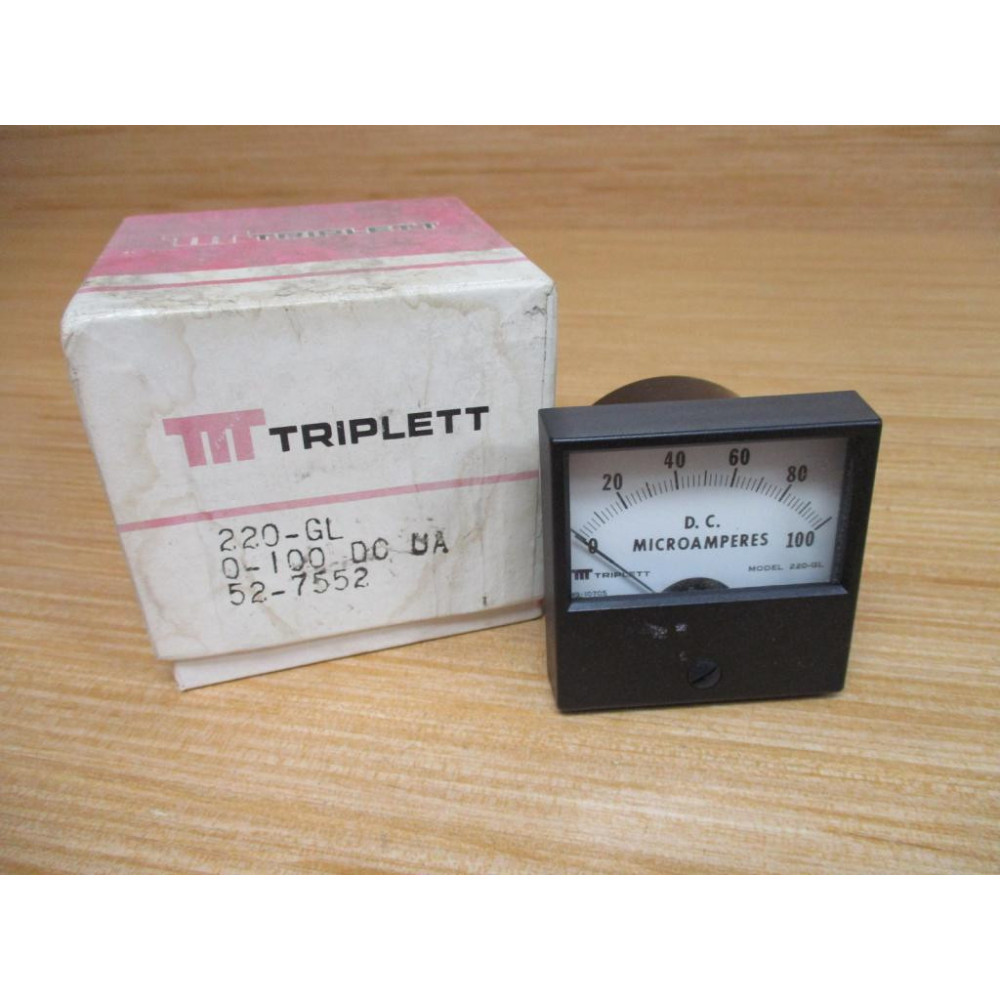 TRIPLETT
TRIPLETT
220-GL
0-100 DC UA
52-7552
20 40 60 80
0 100
D. C.
MICROAMPERES
TRIPLETT
MODEL 220-GL